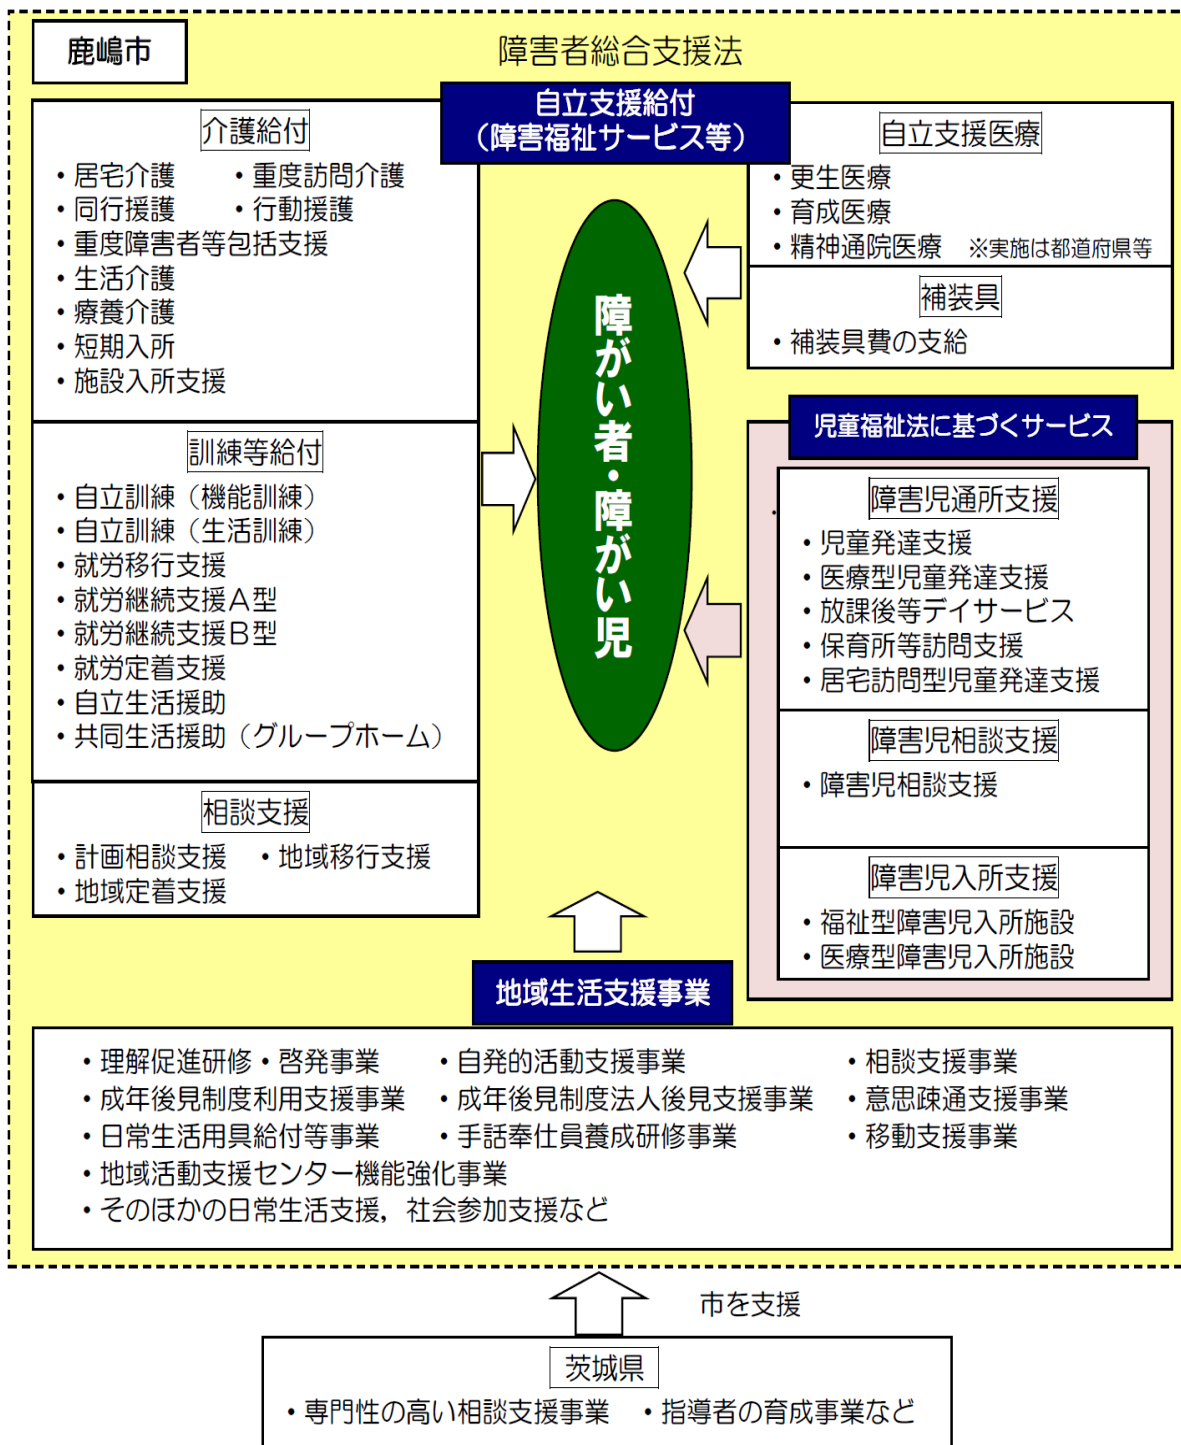 鹿嶋市
障害者総合支援法
自立支援給付
（障害福祉サービス等）
介護給付
・居宅介護　・重度訪問介護
・同行援護　・行動援護
・重度障害者等包括支援
・生活介護
・療養介護
・短期入所
・施設入所支援
訓練等給付
・自立訓練（機能訓練）
・自立訓練（生活訓練）
・就労移行支援
・就労継続支援Ａ型
・就労継続支援Ｂ型
・就労定着支援
・自立生活援助
・共同生活援助（グループホーム）
相談支援
・計画相談支援　・地域移行支援
・地域定着支援
障がい者・障がい児
自立支援医療
・更生医療
・育成医療
・精神通院医療　※実施は都道府県等
補装具
・補装具費の支給
児童福祉法に基づくサービス
障害児通所支援
・児童発達支援
・医療型児童発達支援
・放課後等デイサービス
・保育所等訪問支援
・居宅訪問型児童発達支援
障害児相談支援
・障害児相談支援
障害児入所支援
・福祉型障害児入所施設
・医療型障害児入所施設
地域生活支援事業
・理解促進研修・啓発事業　・自発的活動支援事業　・相談支援事業
・成年後見制度利用支援事業　・成年後見制度法人後見支援事業　・意思疎通支援事業
・日常生活用具給付等事業　・手話奉仕員養成研修事業　・移動支援事業
・地域活動支援センター機能強化事業
・そのほかの日常生活支援，社会参加支援など
市を支援
茨城県
・専門性の高い相談支援事業　・指導者の育成事業など